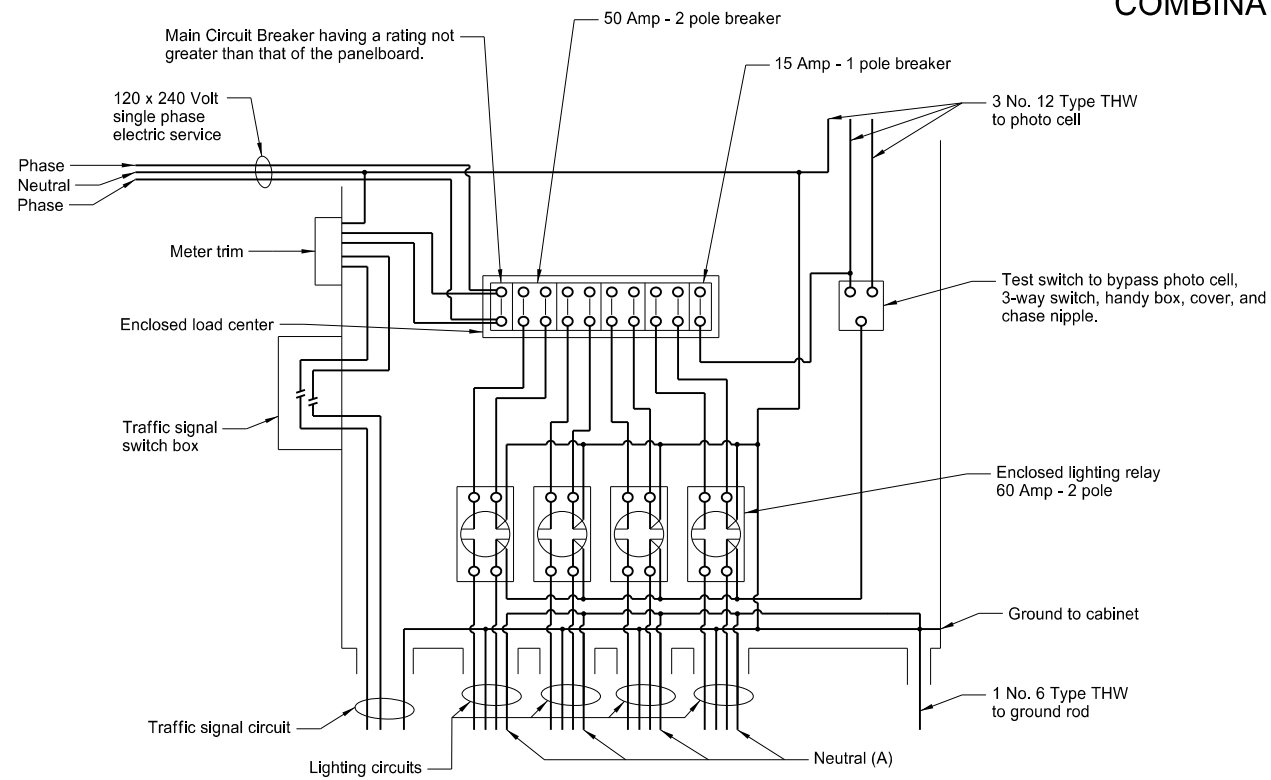 COMBINA
50 Amp - 2 pole breaker
Main Circuit Breaker having a rating not
greater than that of the panelboard.
15 Amp - 1 pole breaker
120 x 240 Volt
single phase
electric service
3 No. 12 Type THW
to photo cell
Phase
Neutral
Phase
Meter trim
Test switch to bypass photo cell,
3-way switch, handy box, cover, and
chase nipple.
Enclosed load center
Traffic signal
switch box
Enclosed lighting relay
60 Amp - 2 pole
Ground to cabinet
1 No. 6 Type THW
to ground rod
Traffic signal circuit
Neutral (A)
Lighting circuits